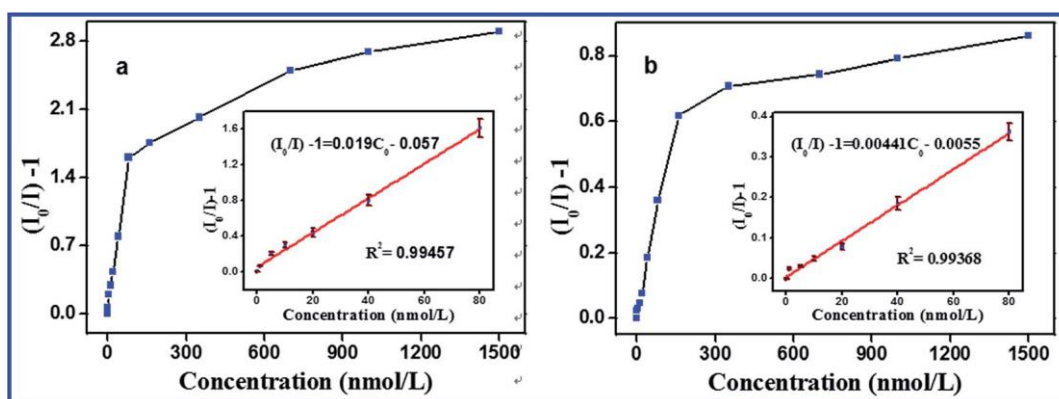 a
(I0/I) -1
2.8
2.1
1.4
0.7
0.0
0 300 600 900 1200 1500
Concentration (nmol/L)
(I0/I) -1=0.019C0- 0.057
R2= 0.99457
(I0/I)-1
1.6
1.2
0.8
0.4
0.0
0 20 40 60 80
Concentration (nmol/L)
b
(I0/I) -1
0.8
0.6
0.4
0.2
0.0
0 300 600 900 1200 1500
Concentration (nmol/L)
(I0/I) -1=0.00441C0- 0.0055
R2= 0.99368
(I0/I)-1
0.4
0.3
0.2
0.1
0.0
0 20 40 60 80
Concentration (nmol/L)